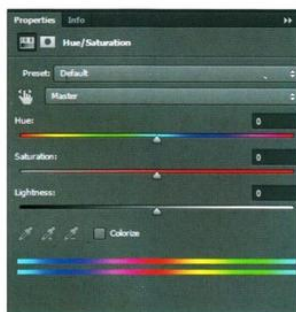 Properties Info
Hue/Saturation
Preset: Default
Master
Hue: 0
Saturation: 0
Lightness: 0
Colorize